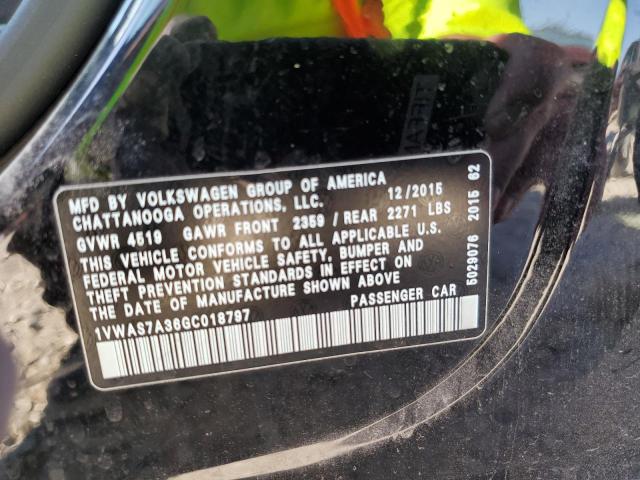 MFD BY VOLKSWAGEN GROUP OF AMERICA
CHATTANOOGA OPERATIONS, LLC. 12/2015
GVWR 4519 GAWR FRONT 2359 / REAR 2271 LBS
THIS VEHICLE CONFORMS TO ALL APPLICABLE U.S.
FEDERAL MOTOR VEHICLE SAFETY, BUMPER AND
THEFT PREVENTION STANDARDS IN EFFECT ON
THE DATE OF MANUFACTURE SHOWN ABOVE
1VWAS7A36GC018797 PASSENGER CAR
5029076 2015 62